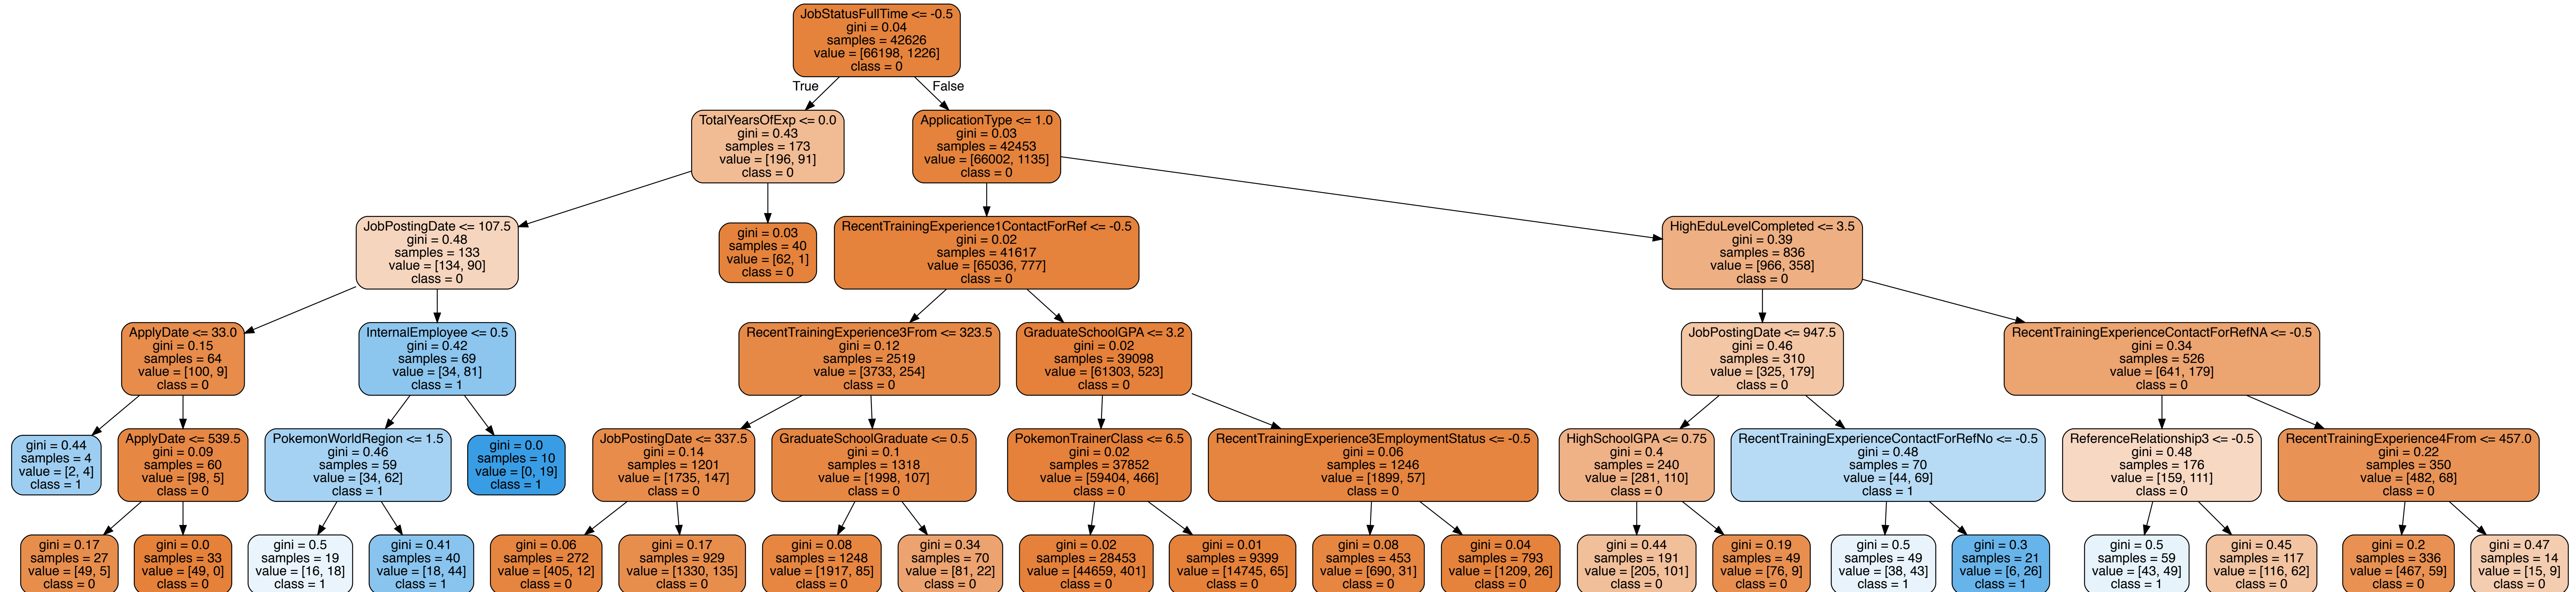 JobStatusFullTime <= -0.5
gini = 0.04
samples = 42626
value = [66198, 1226]
class = 0
True
False
TotalYearsOfExp <= 0.0
gini = 0.43
samples = 173
value = [196, 91]
class = 0
ApplicationType <= 1.0
gini = 0.03
samples = 42453
value = [66002, 1135]
class = 0
JobPostingDate <= 107.5
gini = 0.48
samples = 133
value = [134, 90]
class = 0
gini = 0.03
samples = 40
value = [62, 1]
class = 0
RecentTrainingExperience1ContactForRef <= -0.5
gini = 0.02
samples = 41617
value = [65036, 777]
class = 0
HighEduLevelCompleted <= 3.5
gini = 0.39
samples = 836
value = [966, 358]
class = 0
ApplyDate <= 33.0
gini = 0.15
samples = 64
value = [100, 9]
class = 0
InternalEmployee <= 0.5
gini = 0.42
samples = 69
value = [34, 81]
class = 1
RecentTrainingExperience3From <= 323.5
gini = 0.12
samples = 2519
value = [3733, 254]
class = 0
GraduateSchoolGPA <= 3.2
gini = 0.02
samples = 39098
value = [61303, 523]
class = 0
JobPostingDate <= 947.5
gini = 0.46
samples = 310
value = [325, 179]
class = 0
RecentTrainingExperienceContactForRefNA <= -0.5
gini = 0.34
samples = 526
value = [641, 179]
class = 0
gini = 0.44
samples = 4
value = [2, 4]
class = 1
ApplyDate <= 539.5
gini = 0.09
samples = 60
value = [98, 5]
class = 0
PokemonWorldRegion <= 1.5
gini = 0.46
samples = 59
value = [34, 62]
class = 1
gini = 0.0
samples = 10
value = [0, 19]
class = 1
JobPostingDate <= 337.5
gini = 0.14
samples = 1201
value = [1735, 147]
class = 0
GraduateSchoolGraduate <= 0.5
gini = 0.1
samples = 1318
value = [1998, 107]
class = 0
PokemonTrainerClass <= 6.5
gini = 0.02
samples = 37852
value = [59404, 466]
class = 0
RecentTrainingExperience3EmploymentStatus <= -0.5
gini = 0.06
samples = 1246
value = [1899, 57]
class = 0
HighSchoolGPA <= 0.75
gini = 0.4
samples = 240
value = [281, 110]
class = 0
RecentTrainingExperienceContactForRefNo <= -0.5
gini = 0.48
samples = 70
value = [44, 69]
class = 1
ReferenceRelationship3 <= -0.5
gini = 0.48
samples = 176
value = [159, 111]
class = 0
RecentTrainingExperience4From <= 457.0
gini = 0.22
samples = 350
value = [482, 68]
class = 0
gini = 0.17
samples = 27
value = [49, 5]
class = 0
gini = 0.0
samples = 33
value = [49, 0]
class = 0
gini = 0.5
samples = 19
value = [16, 18]
class = 1
gini = 0.41
samples = 40
value = [18, 44]
class = 1
gini = 0.06
samples = 272
value = [405, 12]
class = 0
gini = 0.17
samples = 929
value = [1330, 135]
class = 0
gini = 0.08
samples = 1248
value = [1917, 85]
class = 0
gini = 0.34
samples = 70
value = [81, 22]
class = 0
gini = 0.02
samples = 28453
value = [44659, 401]
class = 0
gini = 0.01
samples = 9399
value = [14745, 65]
class = 0
gini = 0.08
samples = 453
value = [690, 31]
class = 0
gini = 0.04
samples = 793
value = [1209, 26]
class = 0
gini = 0.44
samples = 191
value = [205, 101]
class = 0
gini = 0.19
samples = 49
value = [76, 9]
class = 0
gini = 0.5
samples = 49
value = [38, 43]
class = 1
gini = 0.3
samples = 21
value = [6, 26]
class = 1
gini = 0.5
samples = 59
value = [43, 49]
class = 1
gini = 0.45
samples = 117
value = [116, 62]
class = 0
gini = 0.2
samples = 336
value = [467, 59]
class = 0
gini = 0.47
samples = 14
value = [15, 9]
class = 0